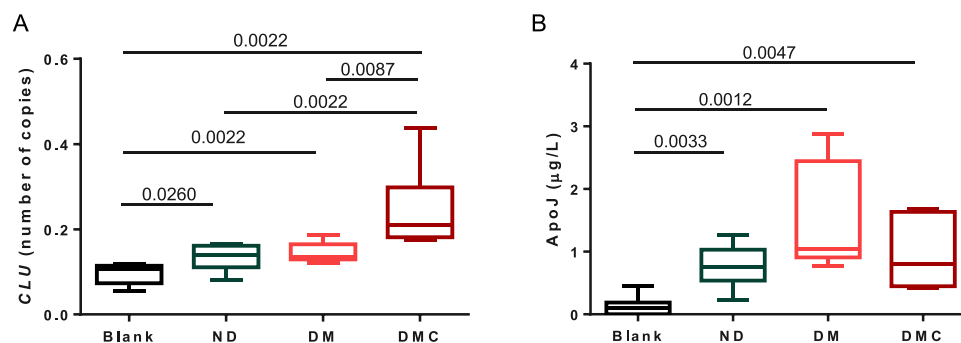 A
CLU (number of copies)
0.6
0.4
0.2
0.0
0.0022
0.0087
0.0022
0.0022
0.0260
Blank ND DM DMC
B
ApoJ (µg/L)
4
3
2
1
0
0.0047
0.0012
0.0033
Blank ND DM DMC